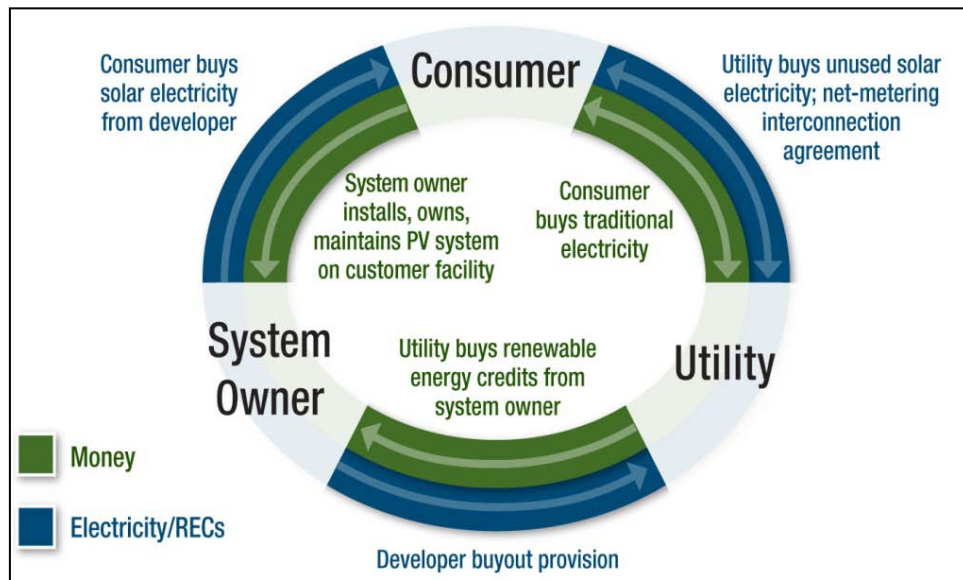 Consumer
Consumer buys
solar electricity
from developer
Utility buys unused solar
electricity; net-metering
interconnection
agreement
System owner
installs, owns,
maintains PV system
on customer facility
Consumer
buys traditional
electricity
System
Owner
Utility buys renewable
energy credits from
system owner
Utility
Money
Electricity/RECs
Developer buyout provision